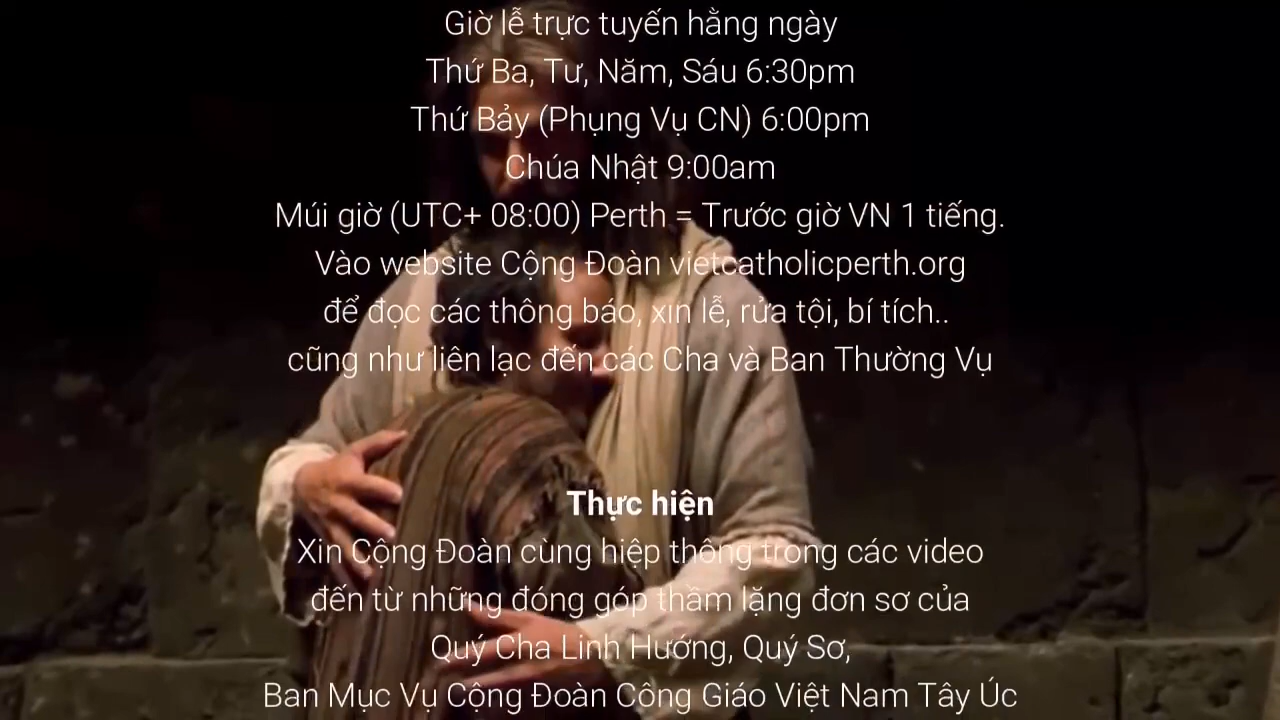 Giờ lễ trực tuyến hằng ngày
Thứ Ba, Tư, Năm, Sáu 6:30pm
Thứ Bảy (Phụng Vụ CN) 6:00pm
Chúa Nhật 9:00am
Múi giờ (UTC+ 08:00) Perth = Trước giờ VN 1 tiếng.
Vào website Cộng Đoàn vietcatholicperth.org
để đọc các thông báo, xin lễ, rửa tội, bí tích..
cũng như liên lạc đến các Cha và Ban Thường Vụ
Thực hiện
Xin Cộng Đoàn cùng hiệp thông trong các video
đến từ những đóng góp thầm lặng đơn sơ của
Quý Cha Linh Hướng, Quý Sơ,
Ban Mục Vụ Cộng Đoàn Công Giáo Việt Nam Tây Úc